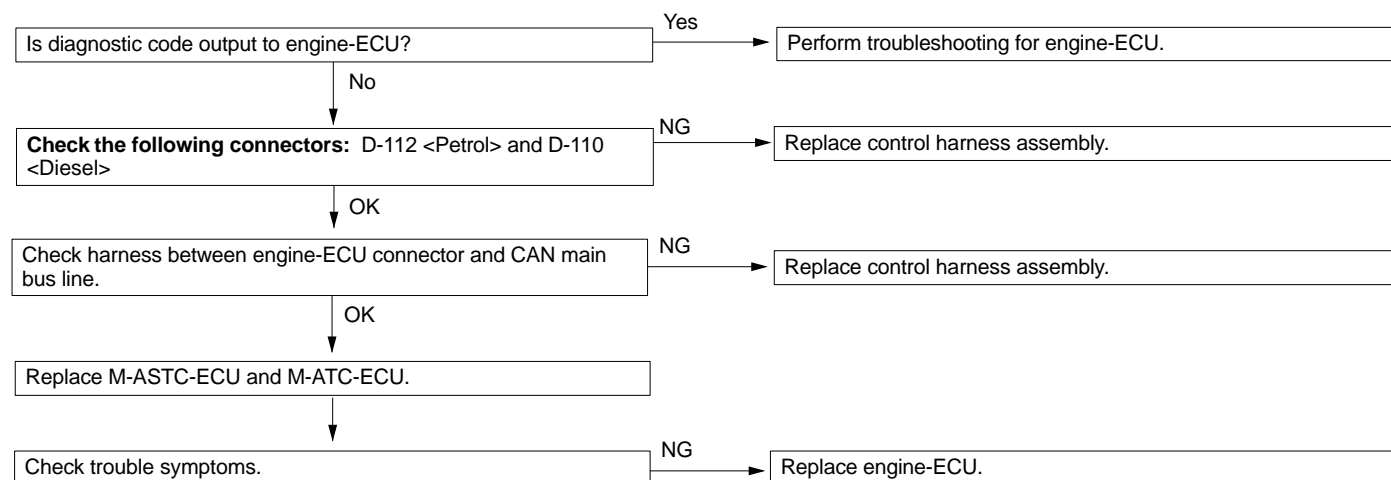 Is diagnostic code output to engine-ECU?
Yes
Perform troubleshooting for engine-ECU.
No
Check the following connectors: D-112 <Petrol> and D-110
<Diesel>
NG
Replace control harness assembly.
OK
Check harness between engine-ECU connector and CAN main
bus line.
NG
Replace control harness assembly.
OK
Replace M-ASTC-ECU and M-ATC-ECU.
Check trouble symptoms.
NG
Replace engine-ECU.